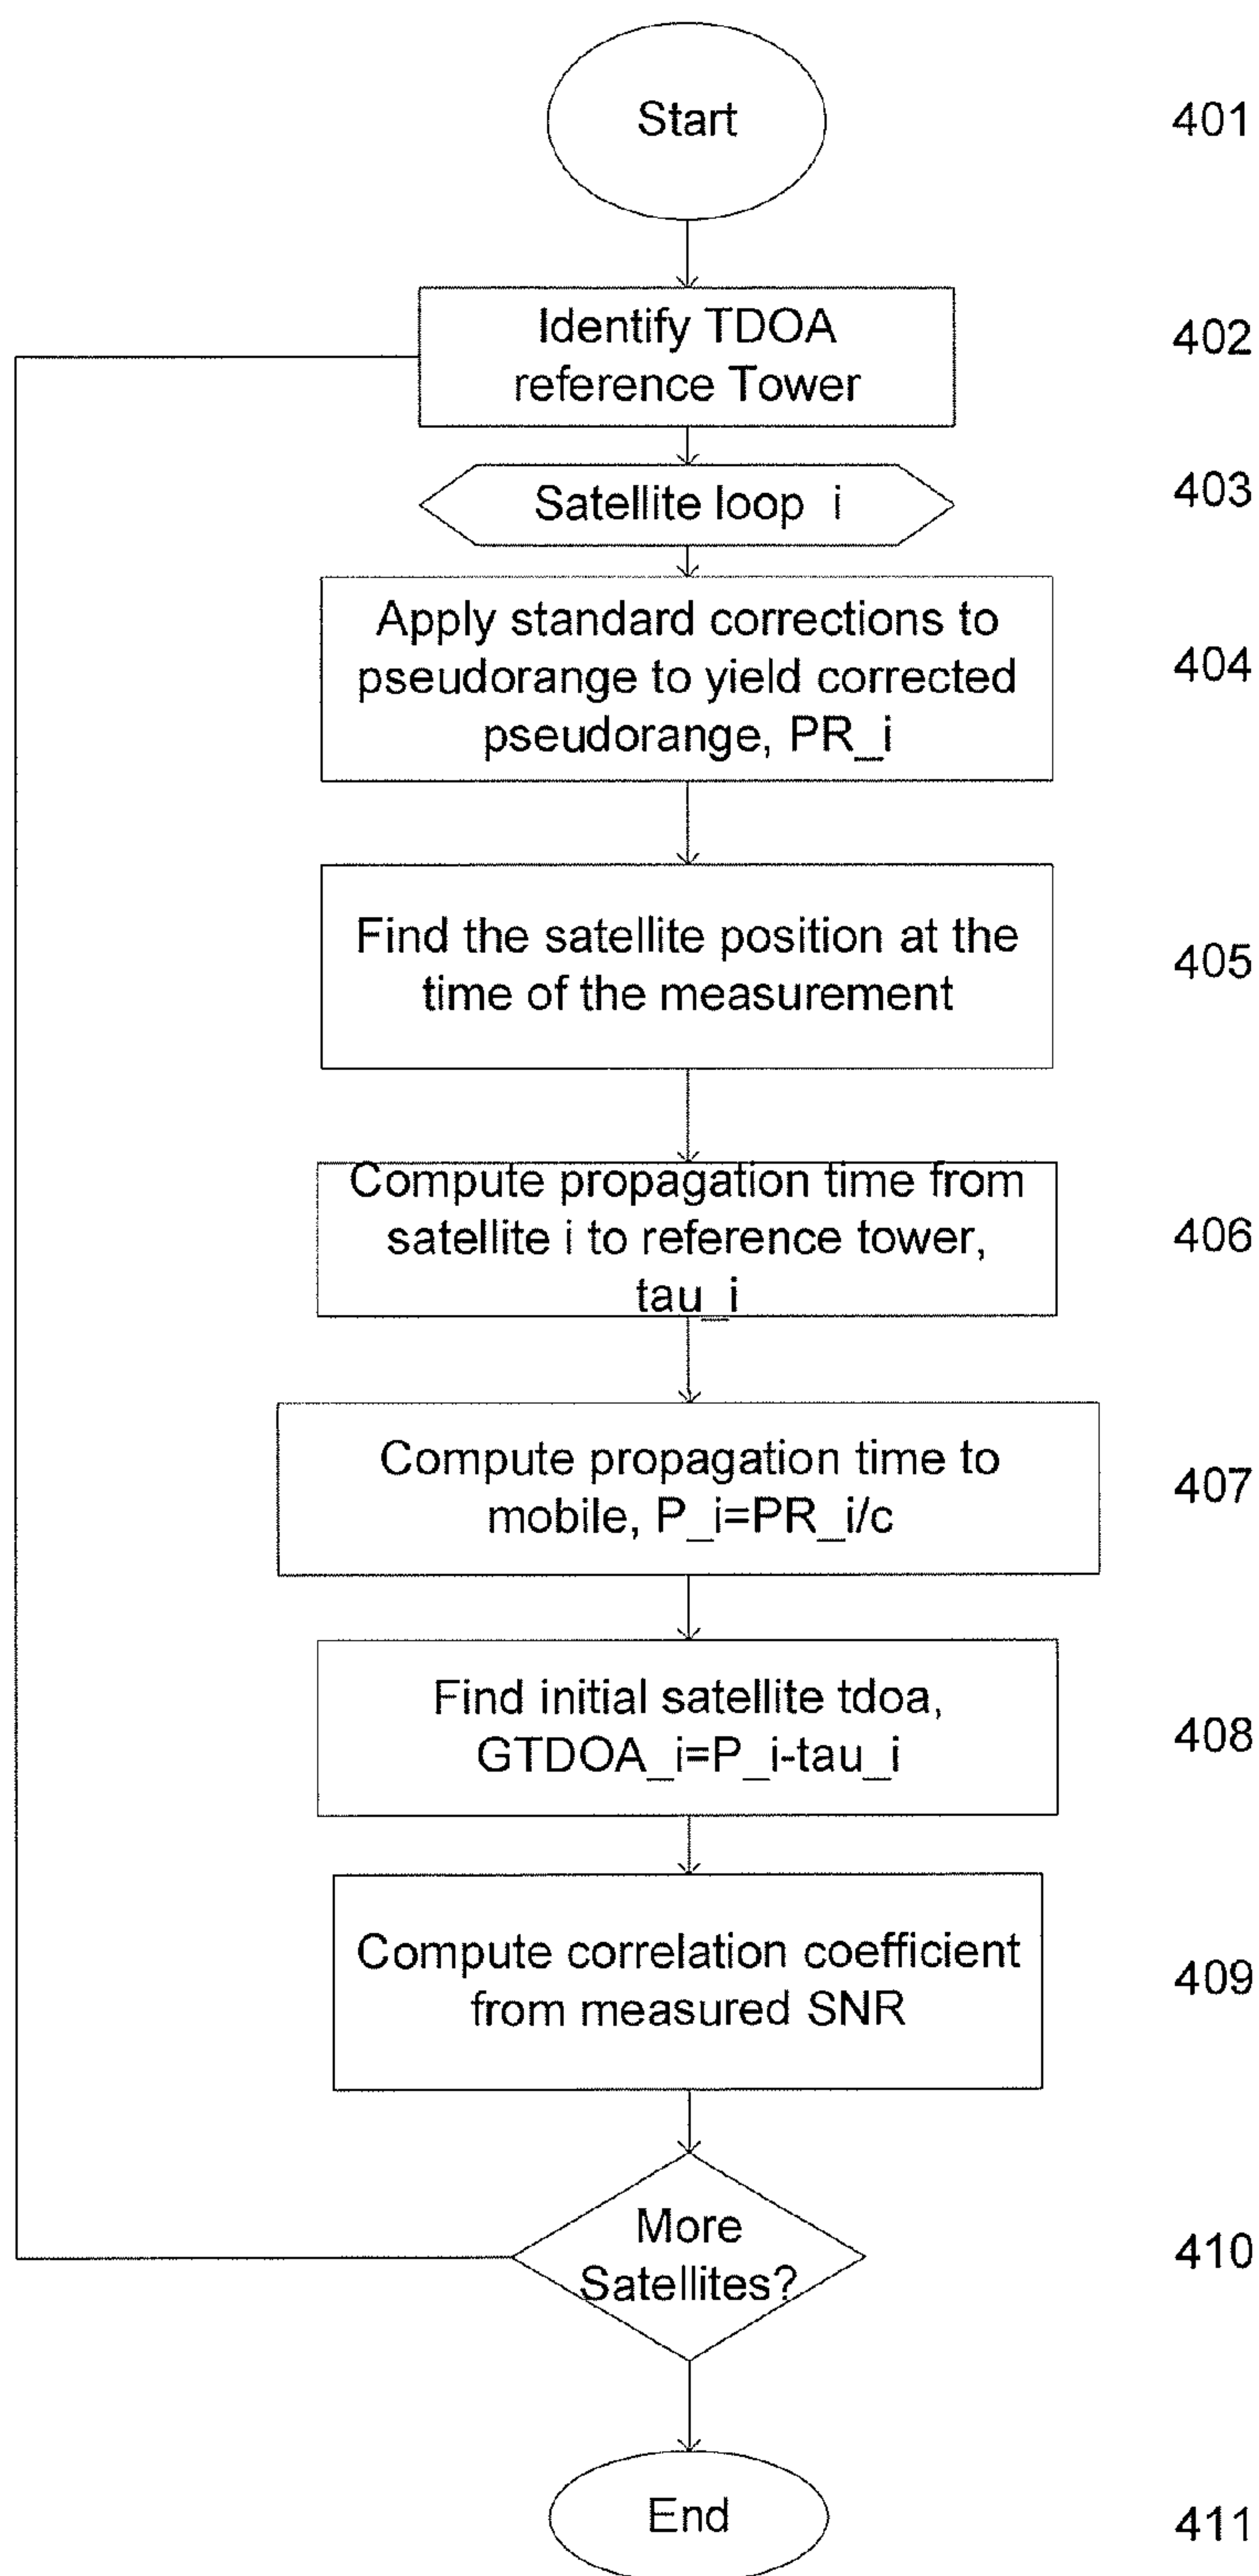 Start
401
Identify TDOA
reference Tower
402
Satellite loop i
403
Apply standard corrections to
pseudorange to yield corrected
pseudorange, PR_i
404
Find the satellite position at the
time of the measurement
405
Compute propagation time from
satellite i to reference tower,
tau_i
406
Compute propagation time to
mobile, P_i=PR_i/c
407
Find initial satellite tdoa,
GTDOA_i=P_i-tau_i
408
Compute correlation coefficient
from measured SNR
409
More
Satellites?
410
End
411